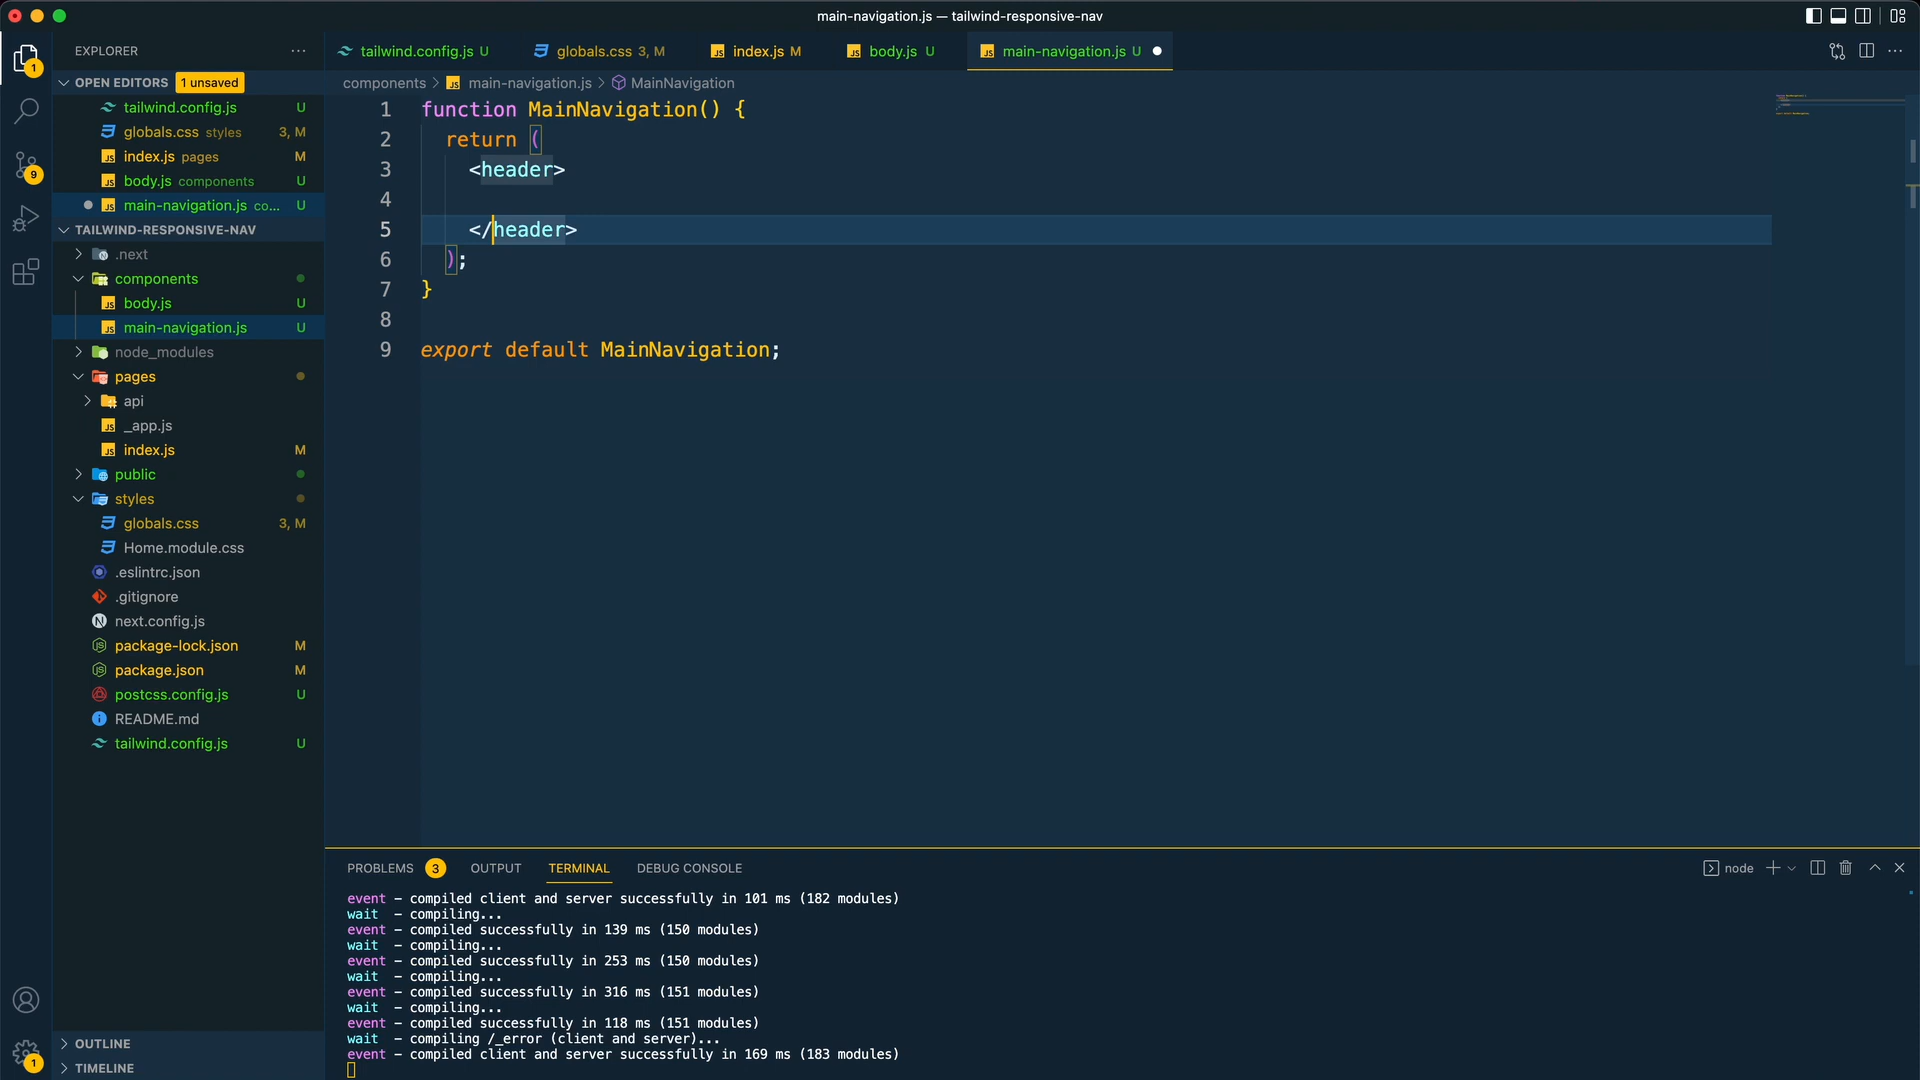 main-navigation.js — tailwind-responsive-nav
EXPLORER
tailwind.config.js U
globals.css 3, M
index.js M
body.js U
main-navigation.js U
OPEN EDITORS 1 unsaved
components > main-navigation.js > MainNavigation
tailwind.config.js U
globals.css styles 3, M
index.js pages M
body.js components U
main-navigation.js co... U
TAILWIND-RESPONSIVE-NAV
.next
components
body.js U
main-navigation.js U
node_modules
pages
api
_app.js
index.js M
public
styles
globals.css 3, M
Home.module.css
.eslintrc.json
.gitignore
next.config.js
package-lock.json M
package.json M
postcss.config.js U
README.md
tailwind.config.js U
OUTLINE
TIMELINE
1
9
1
1 function MainNavigation() {
2 return (
3 <header>
4
5 </header>
6 );
7 }
8
9 export default MainNavigation;
PROBLEMS 3 OUTPUT TERMINAL DEBUG CONSOLE
node
event – compiled client and server successfully in 101 ms (182 modules)
wait – compiling...
event – compiled successfully in 139 ms (150 modules)
wait – compiling...
event – compiled successfully in 253 ms (150 modules)
wait – compiling...
event – compiled successfully in 316 ms (151 modules)
wait – compiling...
event – compiled successfully in 118 ms (151 modules)
wait – compiling /_error (client and server)...
event – compiled client and server successfully in 169 ms (183 modules)